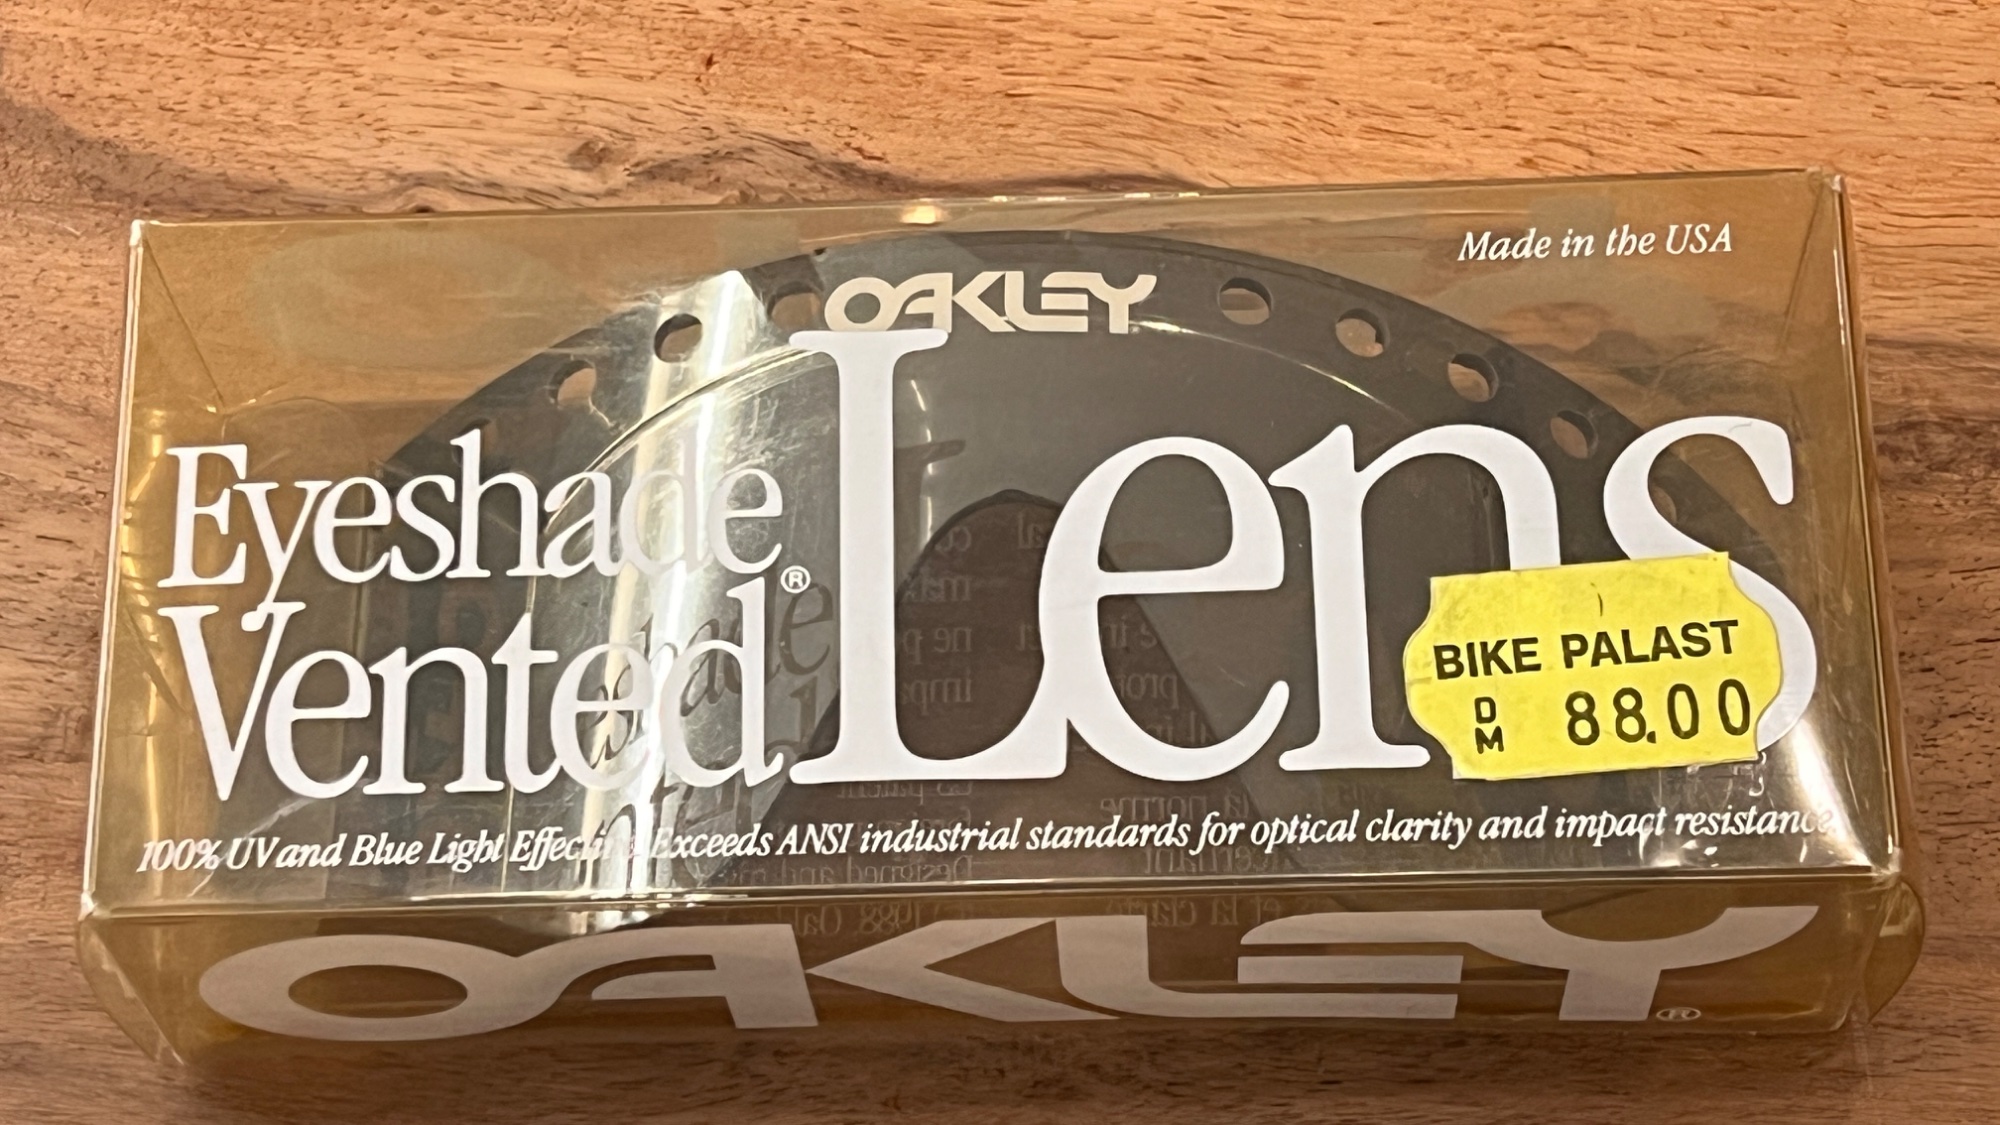 Made in the USA
OAKLEY
Eyeshade
Vented® Lens
BIKE PALAST
DM 88.00
100% UV and Blue Light Effective. Exceeds ANSI industrial standards for optical clarity and impact resistance.
OAKLEY®